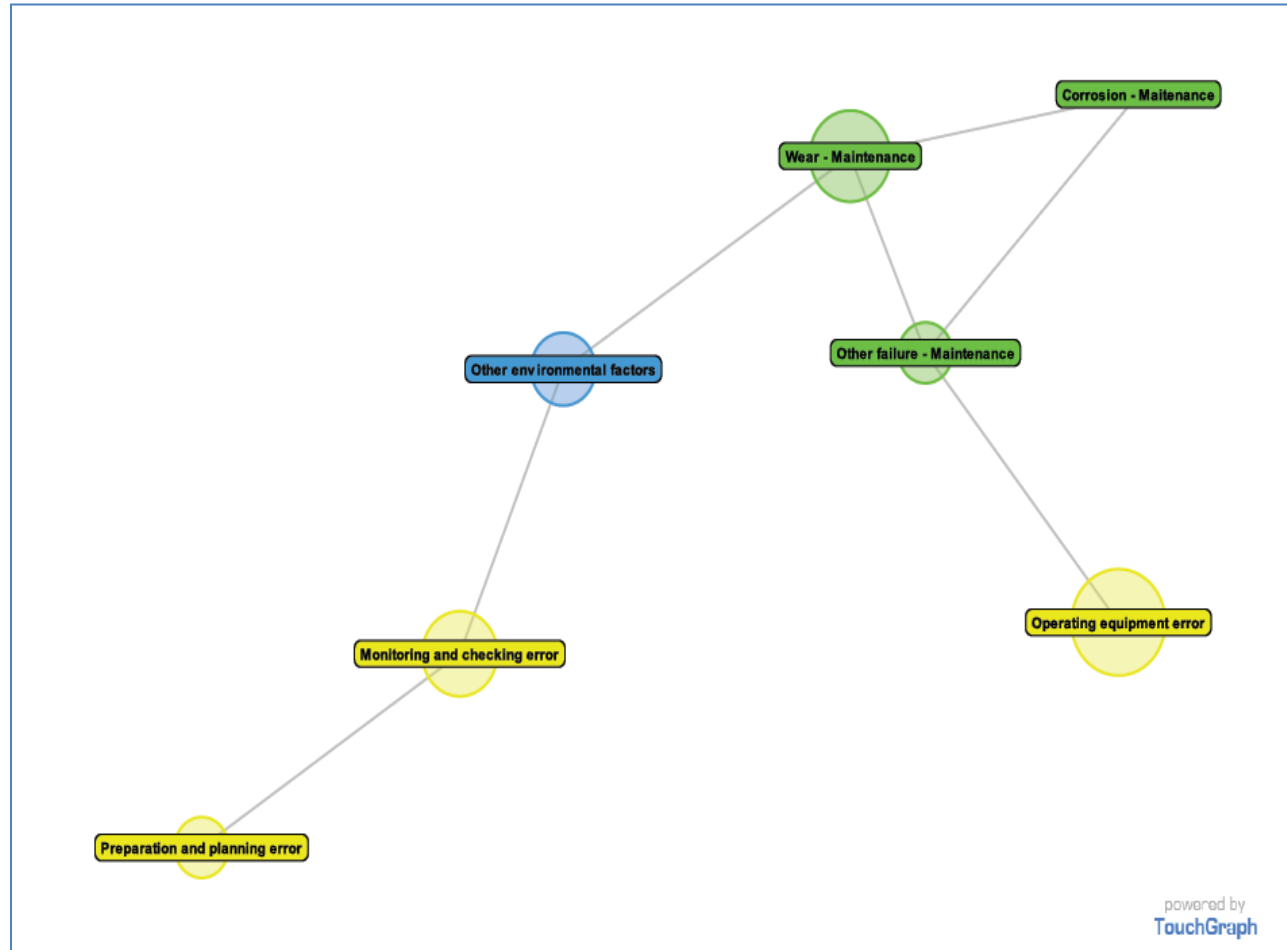 Corrosion - Maitenance
Wear - Maintenance
Other failure - Maintenance
Other environmental factors
Operating equipment error
Monitoring and checking error
Preparation and planning error
powered by
TouchGraph